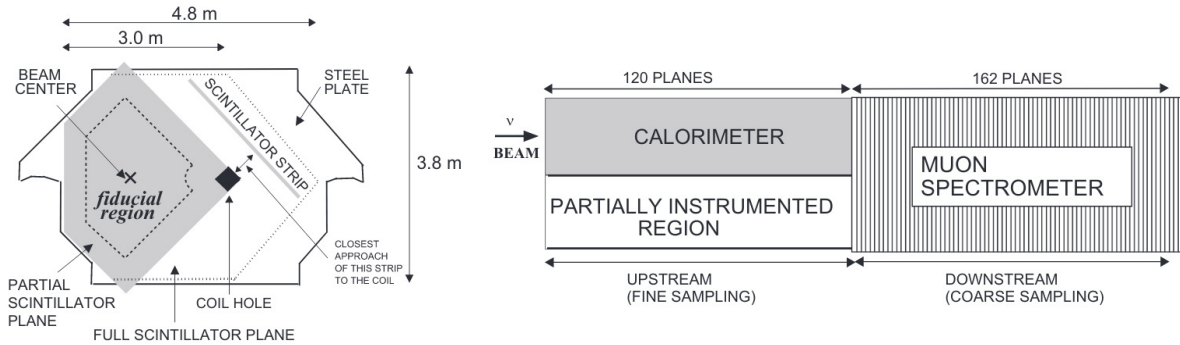 4.8 m
3.0 m
BEAM
CENTER
STEEL
PLATE
SCINTILLATOR STRIP
3.8 m
fiducial
region
CLOSEST
APPROACH
OF THIS STRIP
TO THE COIL
PARTIAL
SCINTILLATOR
PLANE
COIL HOLE
FULL SCINTILLATOR PLANE
120 PLANES
162 PLANES
ν
BEAM
CALORIMETER
MUON
SPECTROMETER
PARTIALLY INSTRUMENTED
REGION
UPSTREAM
(FINE SAMPLING)
DOWNSTREAM
(COARSE SAMPLING)